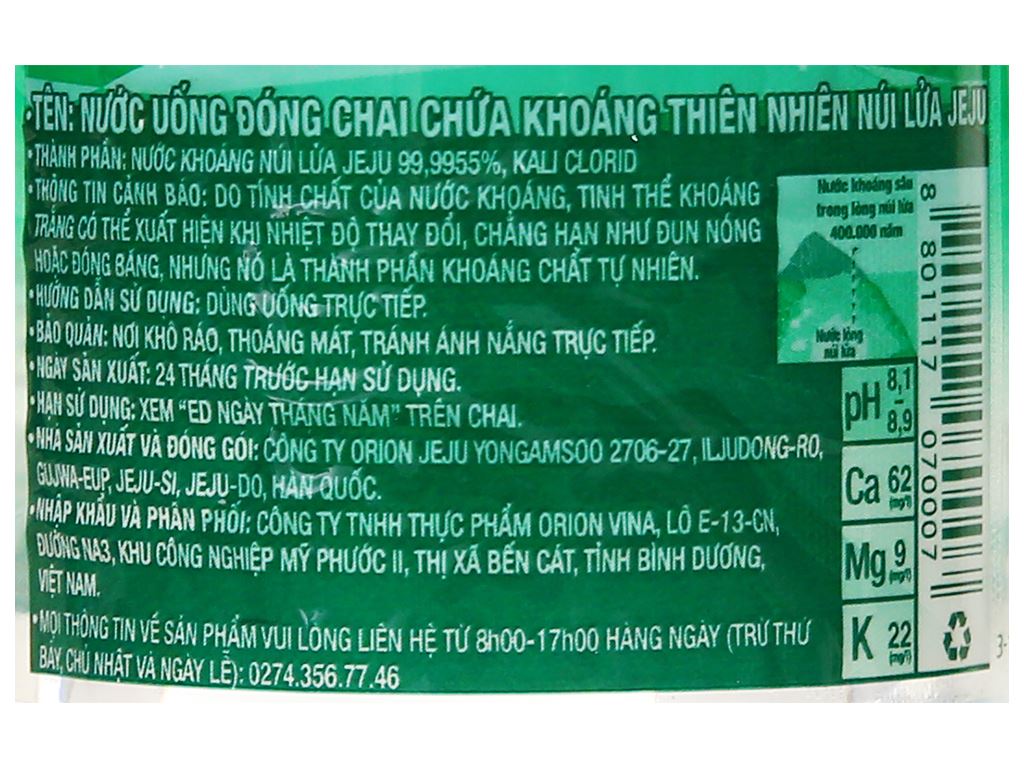 •TÊN: NƯỚC UỐNG ĐÓNG CHAI CHỨA KHOÁNG THIÊN NHIÊN NÚI LỬA JEJU
•THÀNH PHẦN: NƯỚC KHOÁNG NÚI LỬA JEJU 99,9955%, KALI CLORID
•THÔNG TIN CẢNH BÁO: DO TÍNH CHẤT CỦA NƯỚC KHOÁNG, TINH THỂ KHOÁNG
TRẮNG CÓ THỂ XUẤT HIỆN KHI NHIỆT ĐỘ THAY ĐỔI, CHẲNG HẠN NHƯ ĐUN NÓNG
HOẶC ĐÓNG BĂNG, NHƯNG NÓ LÀ THÀNH PHẦN KHOÁNG CHẤT TỰ NHIÊN.
•HƯỚNG DẪN SỬ DỤNG: DÙNG UỐNG TRỰC TIẾP.
•BẢO QUẢN: NƠI KHÔ RÁO, THOÁNG MÁT, TRÁNH ÁNH NẮNG TRỰC TIẾP.
•NGÀY SẢN XUẤT: 24 THÁNG TRƯỚC HẠN SỬ DỤNG.
•HẠN SỬ DỤNG: XEM "ED NGÀY THÁNG NĂM" TRÊN CHAI.
•NHÀ SẢN XUẤT VÀ ĐÓNG GÓI: CÔNG TY ORION JEJU YONGAMSOO 2706-27, ILJUDONG-RO,
GUJWA-EUP, JEJU-SI, JEJU-DO, HÀN QUỐC.
•NHẬP KHẨU VÀ PHÂN PHỐI: CÔNG TY TNHH THỰC PHẨM ORION VINA, LÔ E-13-CN,
ĐƯỜNG NA3, KHU CÔNG NGHIỆP MỸ PHƯỚC II, THỊ XÃ BẾN CÁT, TỈNH BÌNH DƯƠNG,
VIỆT NAM.
•MỌI THÔNG TIN VỀ SẢN PHẨM VUI LÒNG LIÊN HỆ TỪ 8h00-17h00 HÀNG NGÀY (TRỪ THỨ
BẢY, CHỦ NHẬT VÀ NGÀY LỄ): 0274.356.77.46
Nước khoáng sâu
trong lòng núi lửa
400.000 năm
Nước lòng
núi lửa
pH 8,1 - 8,9
Ca 62 (mg/l)
Mg 9 (mg/l)
K 22 (mg/l)
8 801117 070007